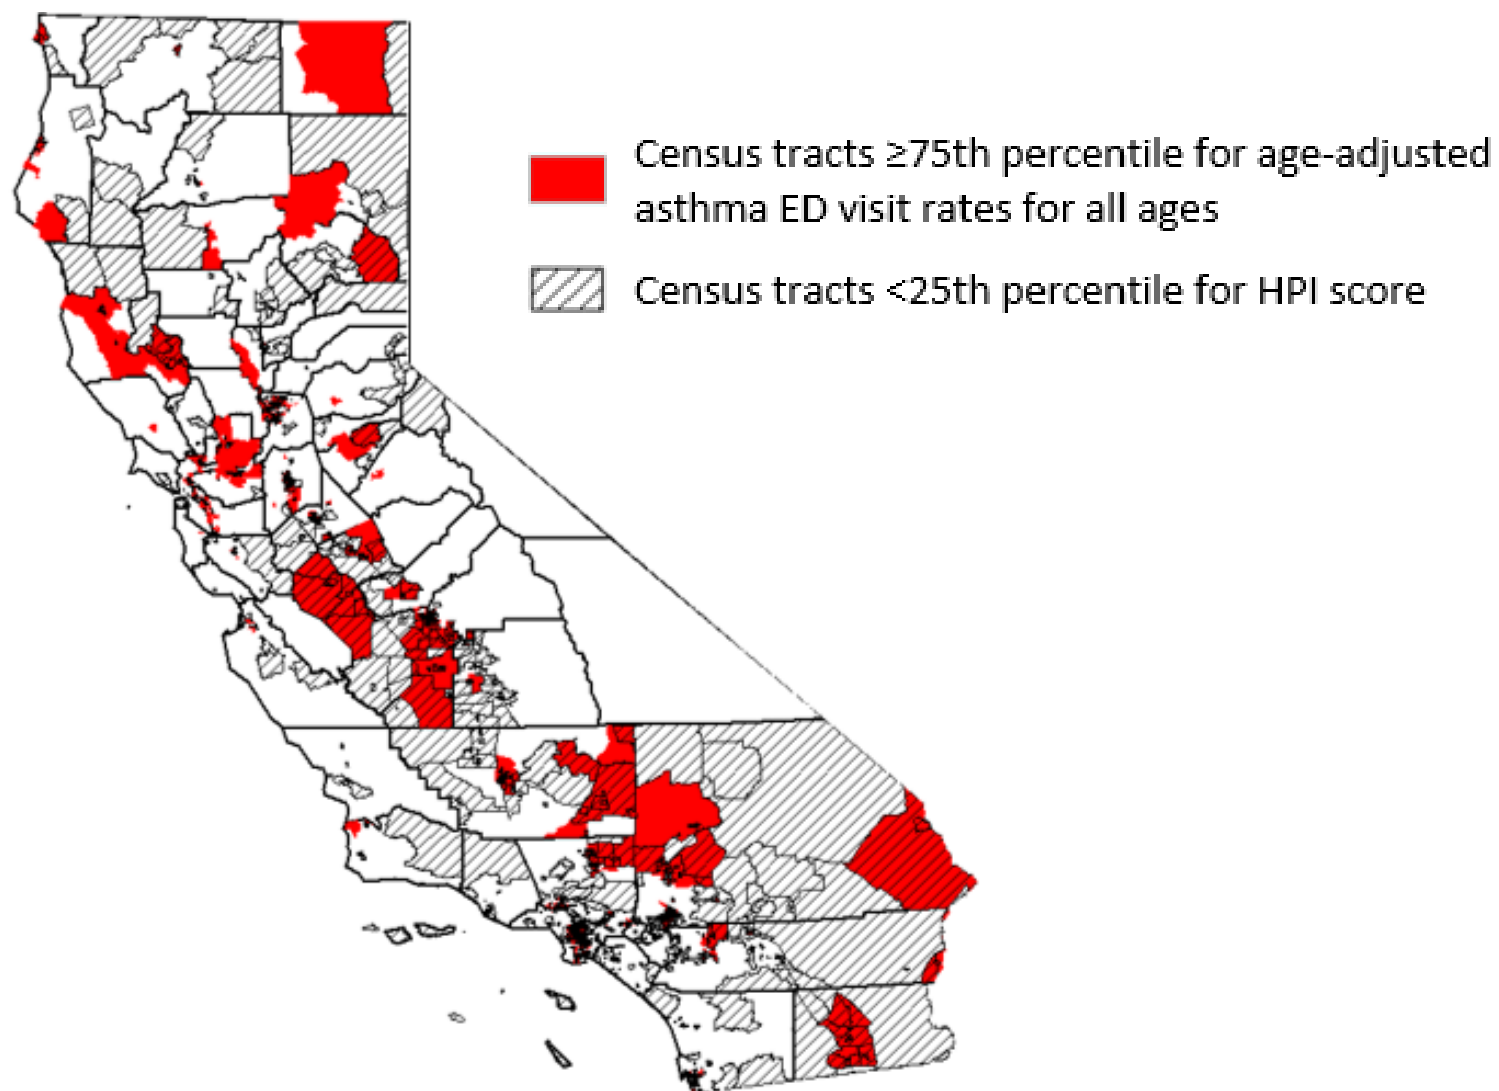 Census tracts ≥75th percentile for age-adjusted
asthma ED visit rates for all ages
Census tracts <25th percentile for HPI score